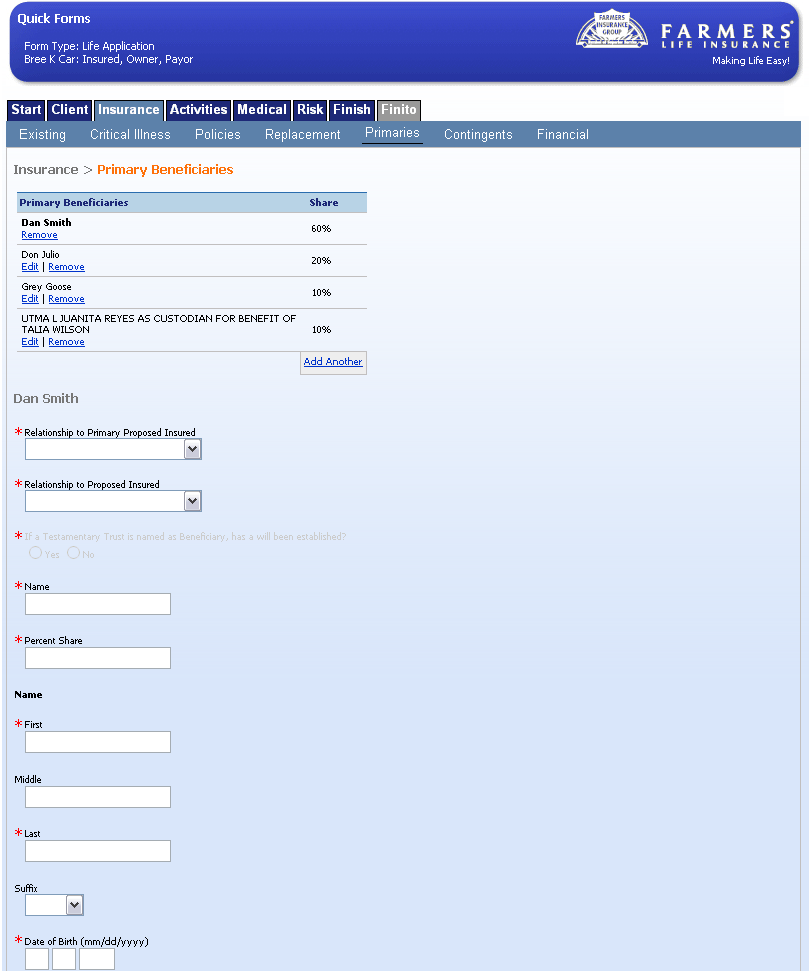 Quick Forms
Form Type: Life Application
Bree K Car: Insured, Owner, Payor
FARMERS
INSURANCE
GROUP
FARMERS
LIFE INSURANCE
Making Life Easy!
Start Client Insurance Activities Medical Risk Finish Finito
Existing Critical Illness Policies Replacement Primaries Contingents Financial
Insurance > Primary Beneficiaries
Primary Beneficiaries Share
Dan Smith
Remove
60%
Don Julio
Edit | Remove
20%
Grey Goose
Edit | Remove
10%
UTMA L JUANITA REYES AS CUSTODIAN FOR BENEFIT OF
TALIA WILSON
Edit | Remove
10%
Add Another
Dan Smith
* Relationship to Primary Proposed Insured
* Relationship to Proposed Insured
* If a Testamentary Trust is named as Beneficiary, has a will been established?
Yes No
* Name
* Percent Share
Name
* First
Middle
* Last
Suffix
* Date of Birth (mm/dd/yyyy)